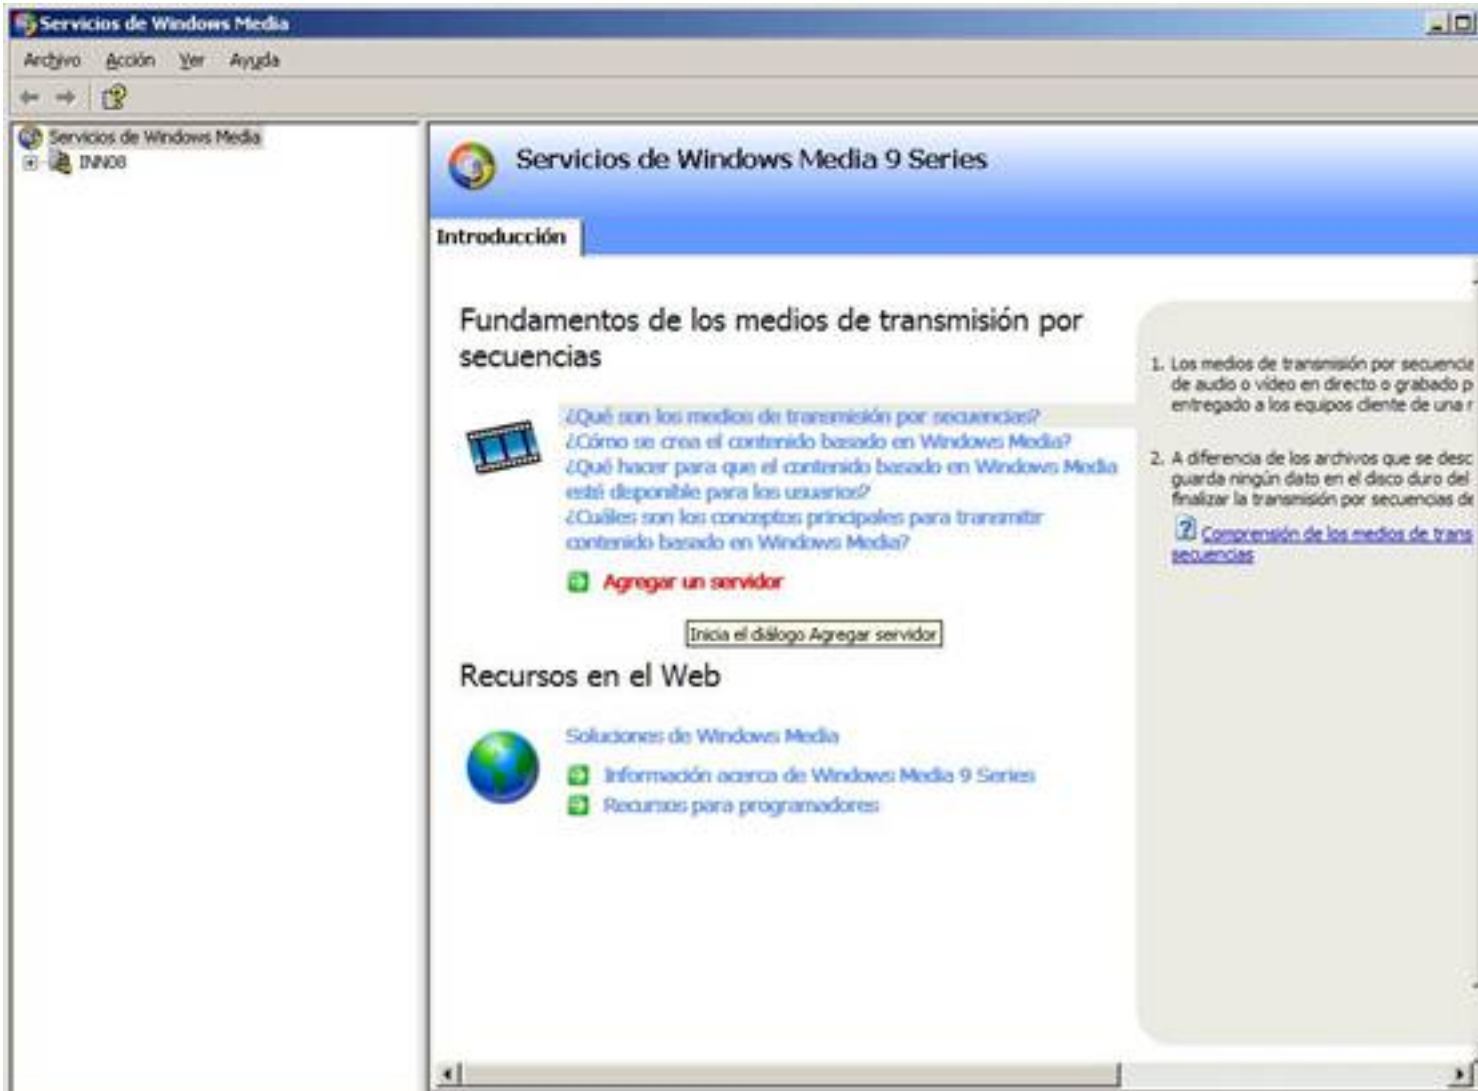 Servicios de Windows Media
Archivo Acción Ver Ayuda
Servicios de Windows Media
INNO8
Servicios de Windows Media 9 Series
Introducción
Fundamentos de los medios de transmisión por
secuencias
¿Qué son los medios de transmisión por secuencias?
¿Cómo se crea el contenido basado en Windows Media?
¿Qué hacer para que el contenido basado en Windows Media
esté disponible para los usuarios?
¿Cuáles son los conceptos principales para transmitir
contenido basado en Windows Media?
Agregar un servidor
Inicia el diálogo Agregar servidor
Recursos en el Web
Soluciones de Windows Media
Información acerca de Windows Media 9 Series
Recursos para programadores
1. Los medios de transmisión por secuencia
de audio o vídeo en directo o grabado p
entregado a los equipos cliente de una r
2. A diferencia de los archivos que se desc
guarda ningún dato en el disco duro del
finalizar la transmisión por secuencias de
Comprensión de los medios de trans
secuencias